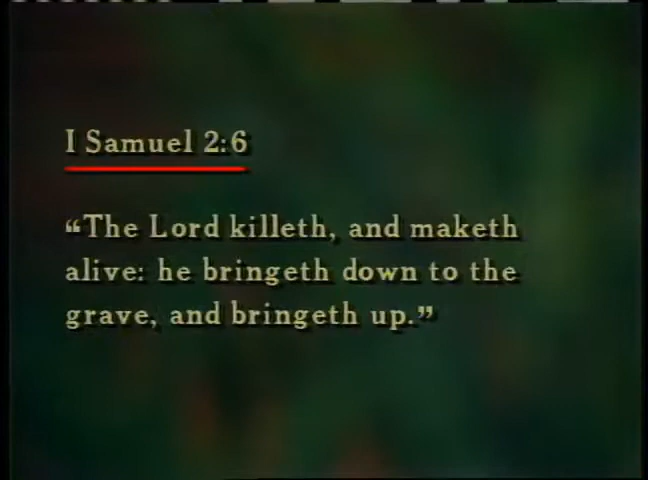 I Samuel 2:6
“The Lord killeth, and maketh
alive: he bringeth down to the
grave, and bringeth up.”